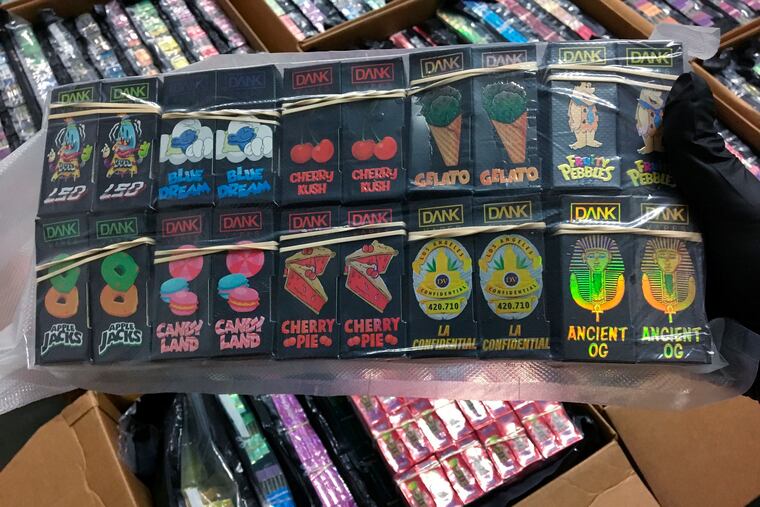 DANK DANK
LSD LSD
BLUE DREAM BLUE DREAM
DANK DANK
CHERRY KUSH CHERRY KUSH
DANK DANK
GELATO GELATO
DANK DANK
FRUITY PEBBLES FRUITY PEBBLES
DANK DANK
APPLE JACKS APPLE JACKS
DANK DANK
CANDY LAND CANDY LAND
DANK DANK
CHERRY PIE CHERRY PIE
DANK DANK
LOS ANGELES LOS ANGELES
DV DV
CONFIDENTIAL CONFIDENTIAL
420.710 420.710
LA CONFIDENTIAL LA CONFIDENTIAL
DANK DANK
ANCIENT OG ANCIENT OG